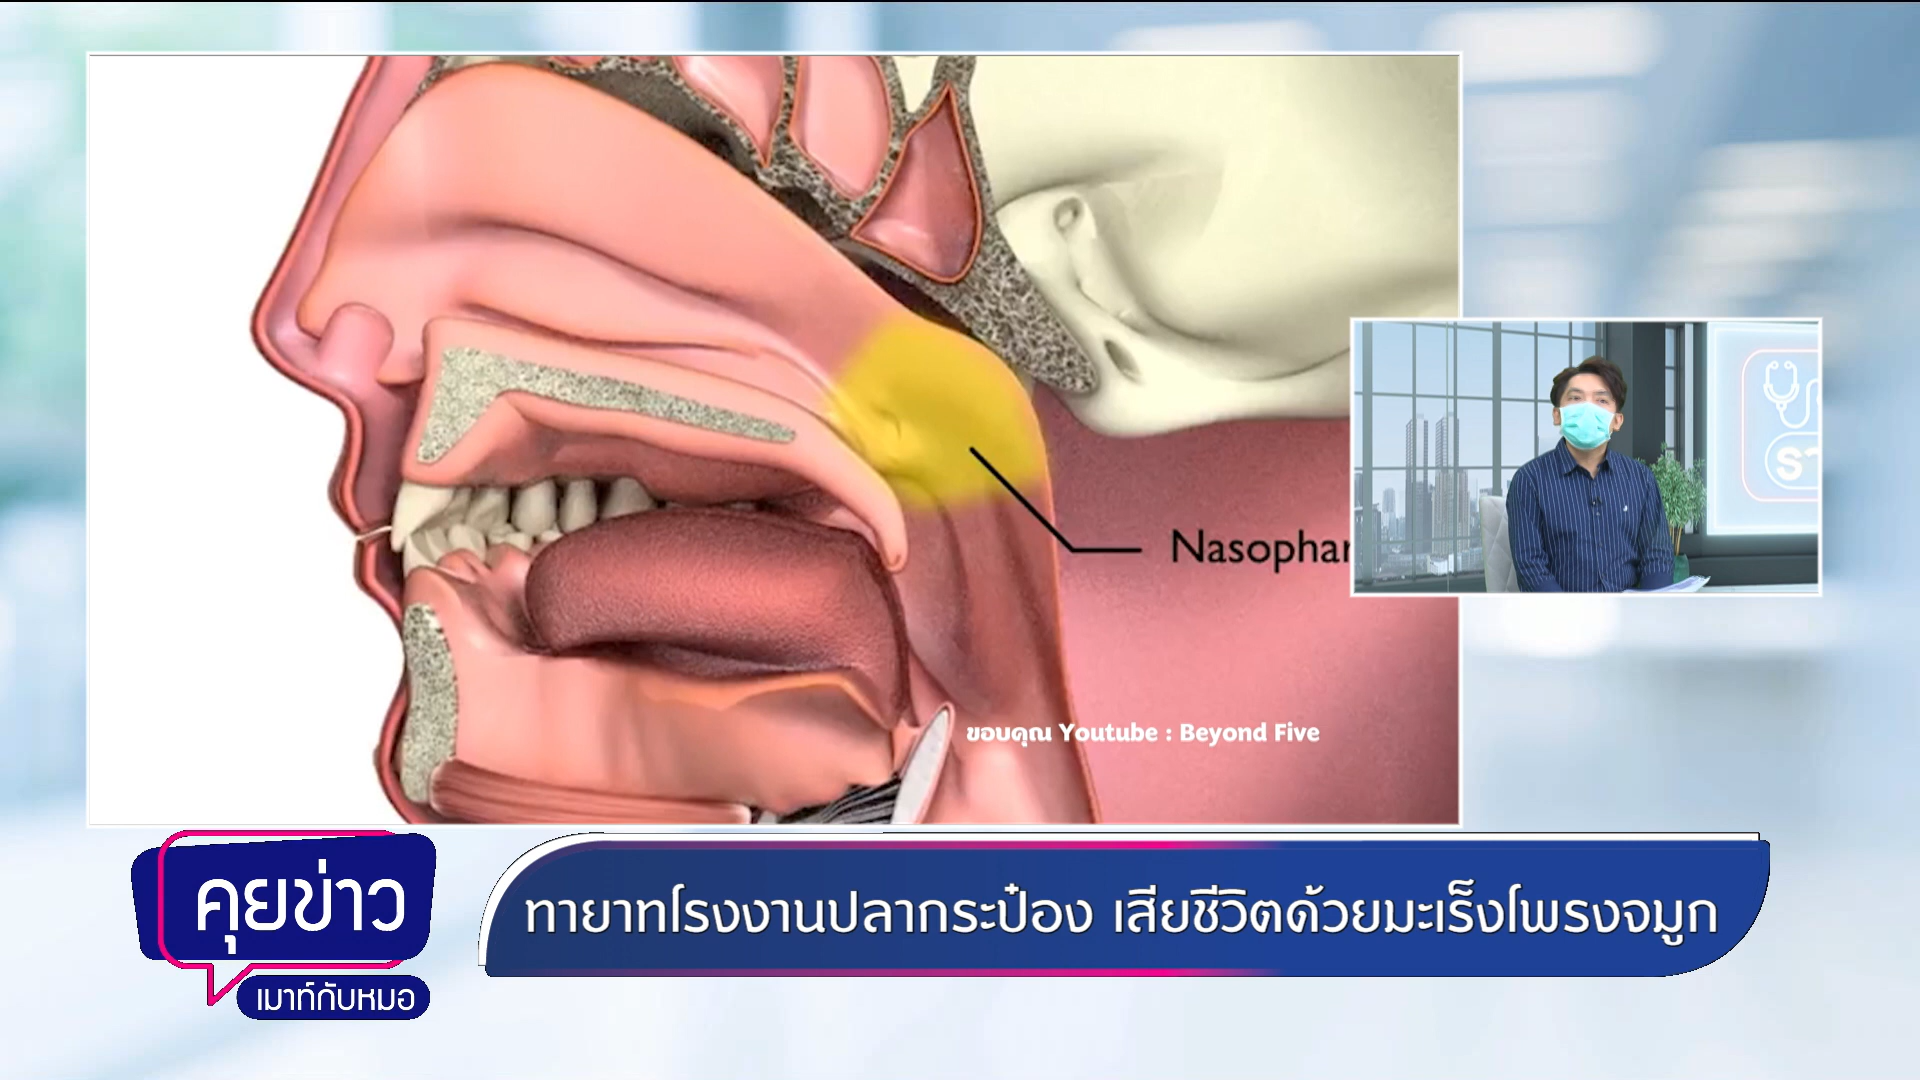 Nasophar
ขอบคุณ Youtube : Beyond Five
คุยข่าว
เมาท์กับหมอ
ทายาทโรงงานปลากระป๋อง เสียชีวิตด้วยมะเร็งโพรงจมูก